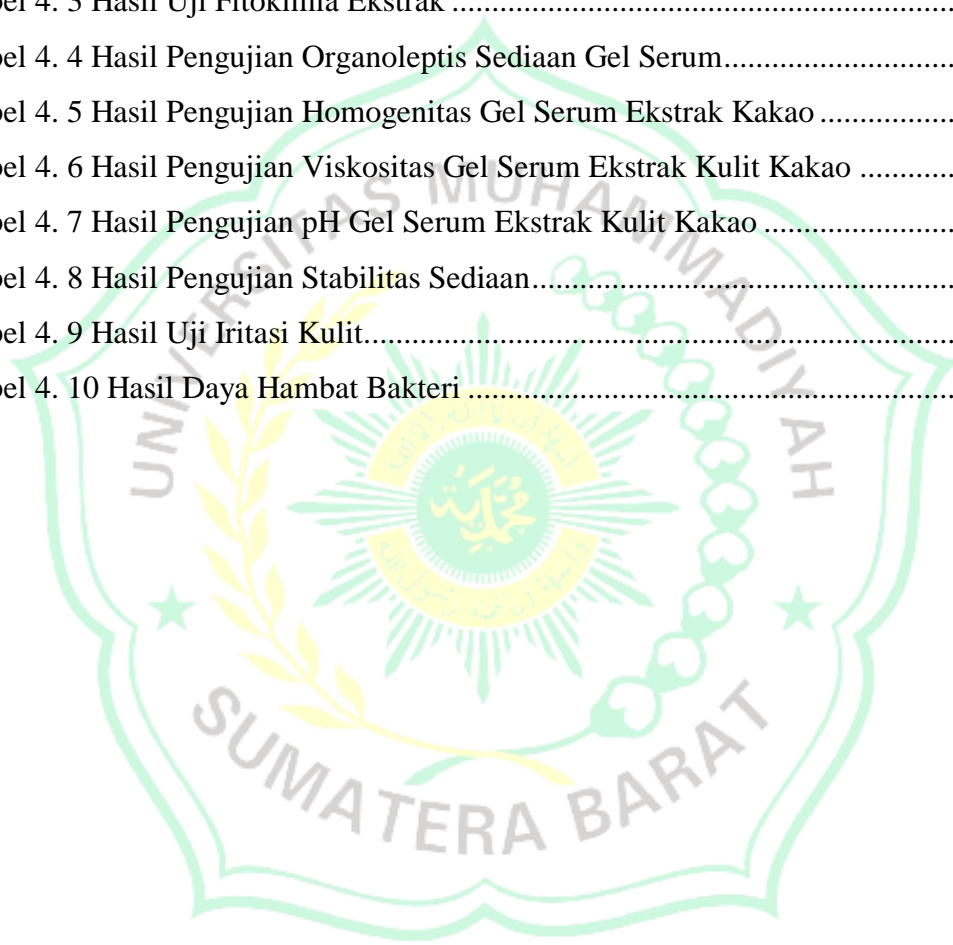 bel 4. 3 Hasil Uji Fitokimia Ekstrak ........................................................
bel 4. 4 Hasil Pengujian Organoleptis Sediaan Gel Serum.........................
bel 4. 5 Hasil Pengujian Homogenitas Gel Serum Ekstrak Kakao ..............
bel 4. 6 Hasil Pengujian Viskositas Gel Serum Ekstrak Kulit Kakao ..........
bel 4. 7 Hasil Pengujian pH Gel Serum Ekstrak Kulit Kakao .....................
bel 4. 8 Hasil Pengujian Stabilitas Sediaan.............................................
bel 4. 9 Hasil Uji Iritasi Kulit................................................................
bel 4. 10 Hasil Daya Hambat Bakteri ....................................................
UNIVERSITAS MUHAMMADIYAH
محمدية
SUMATERA BARAT